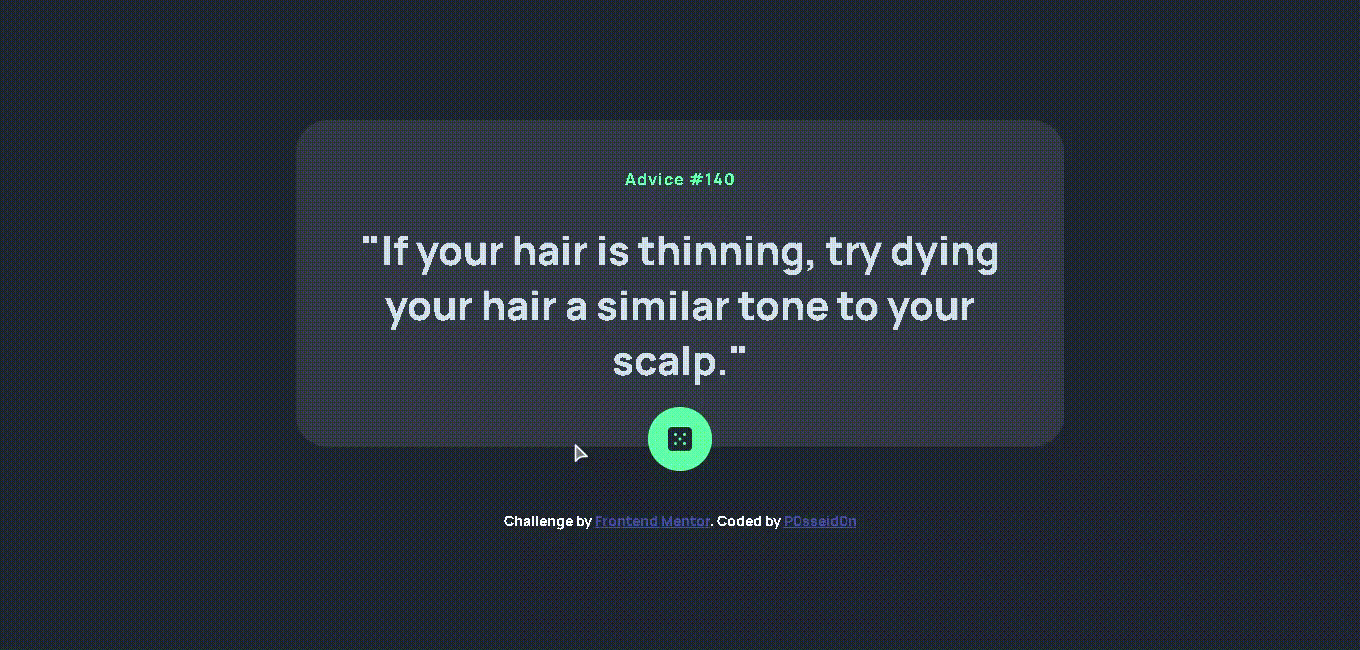 Advice #140
"If your hair is thinning, try dying
your hair a similar tone to your
scalp."
Challenge by Frontend Mentor. Coded by